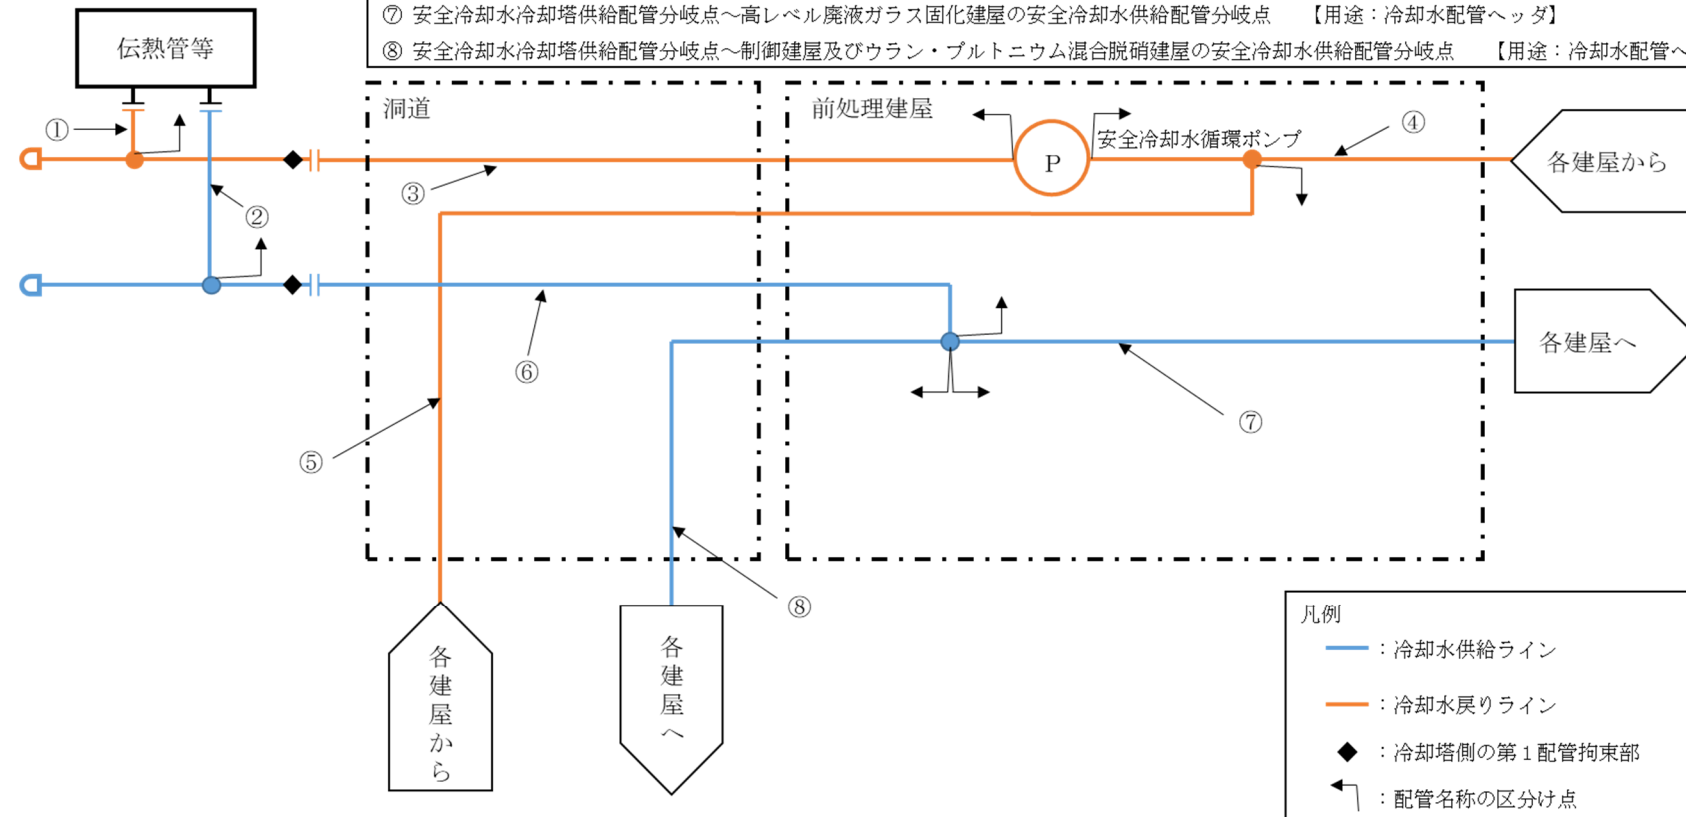 ⑦ 安全冷却水冷却塔供給配管分岐点～高レベル廃液ガラス固化建屋の安全冷却水供給配管分岐点 【用途：冷却水配管ヘッダ】
⑧ 安全冷却水冷却塔供給配管分岐点～制御建屋及びウラン・プルトニウム混合脱硝建屋の安全冷却水供給配管分岐点 【用途：冷却水配管ヘ
伝熱管等
洞道
前処理建屋
①
安全冷却水循環ポンプ
④
P
各建屋から
③
②
各建屋へ
⑥
⑦
⑤
⑧
各建屋から
各建屋へ
凡例
：冷却水供給ライン
：冷却水戻りライン
：冷却塔側の第１配管拘束部
：配管名称の区分け点